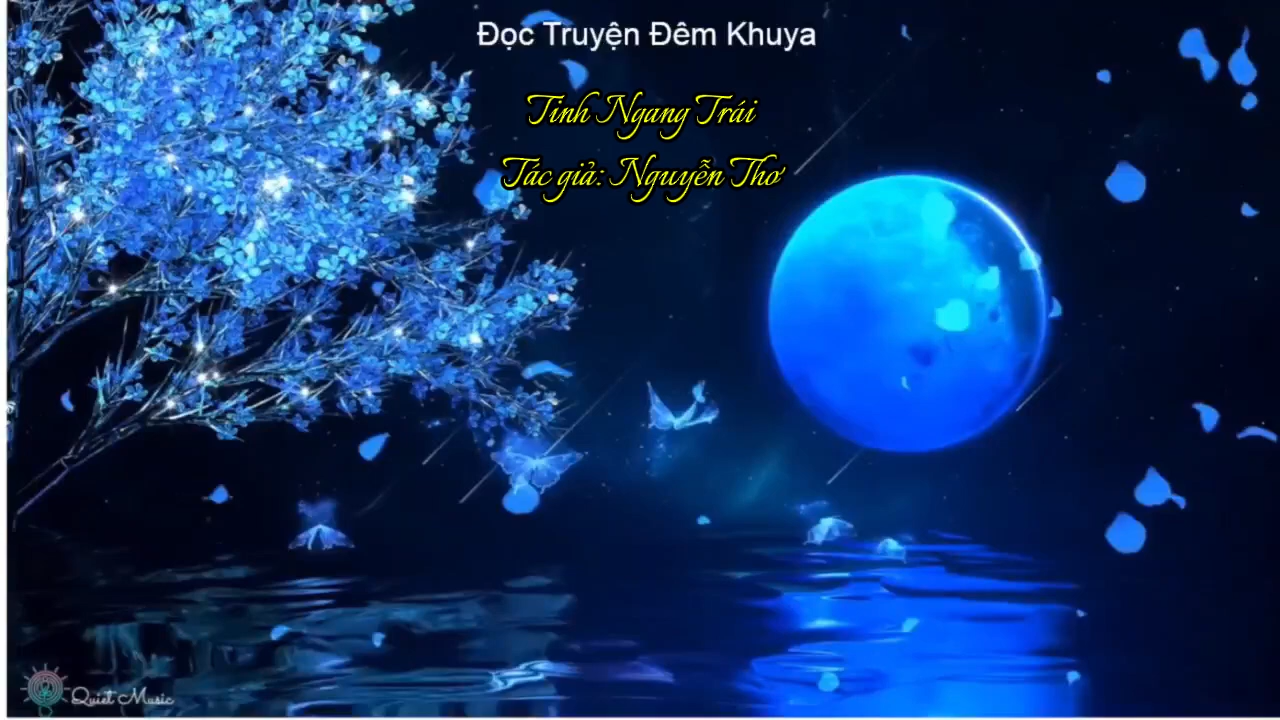 Đọc Truyện Đêm Khuya
Tình Ngang Trái
Tác giả: Nguyễn Thơ
Quiet Music